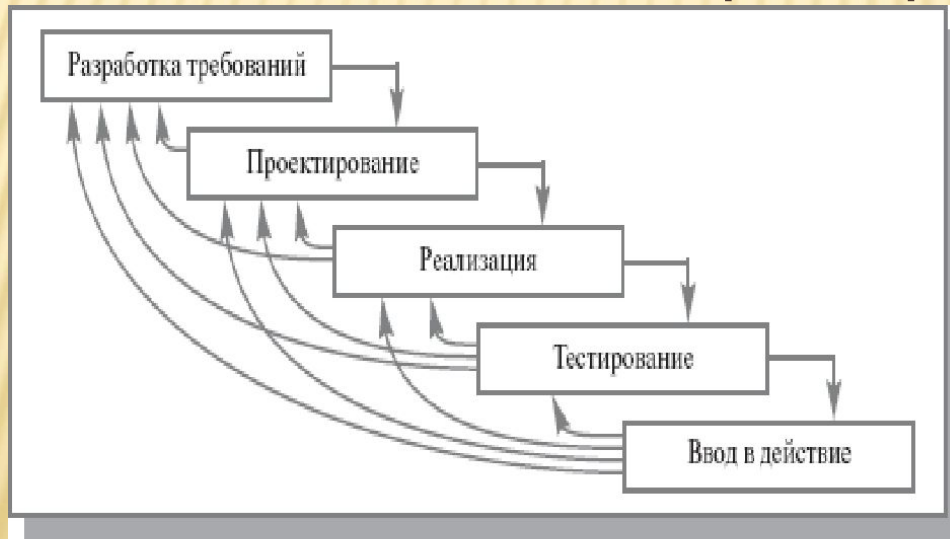 Разработка требований
Проектирование
Реализация
Тестирование
Ввод в действие